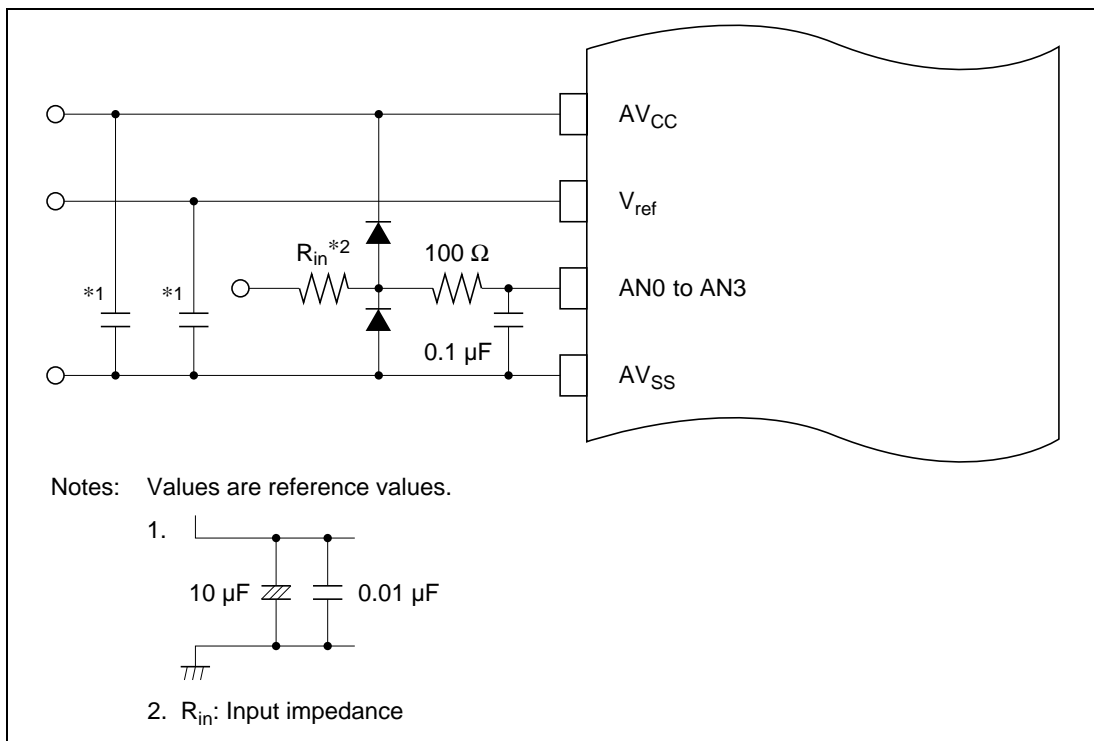 AVCC
Vref
Rin*2
100 Ω
*1
*1
AN0 to AN3
0.1 µF
AVSS
Notes: Values are reference values.
1.
10 µF
0.01 µF
2. Rin: Input impedance